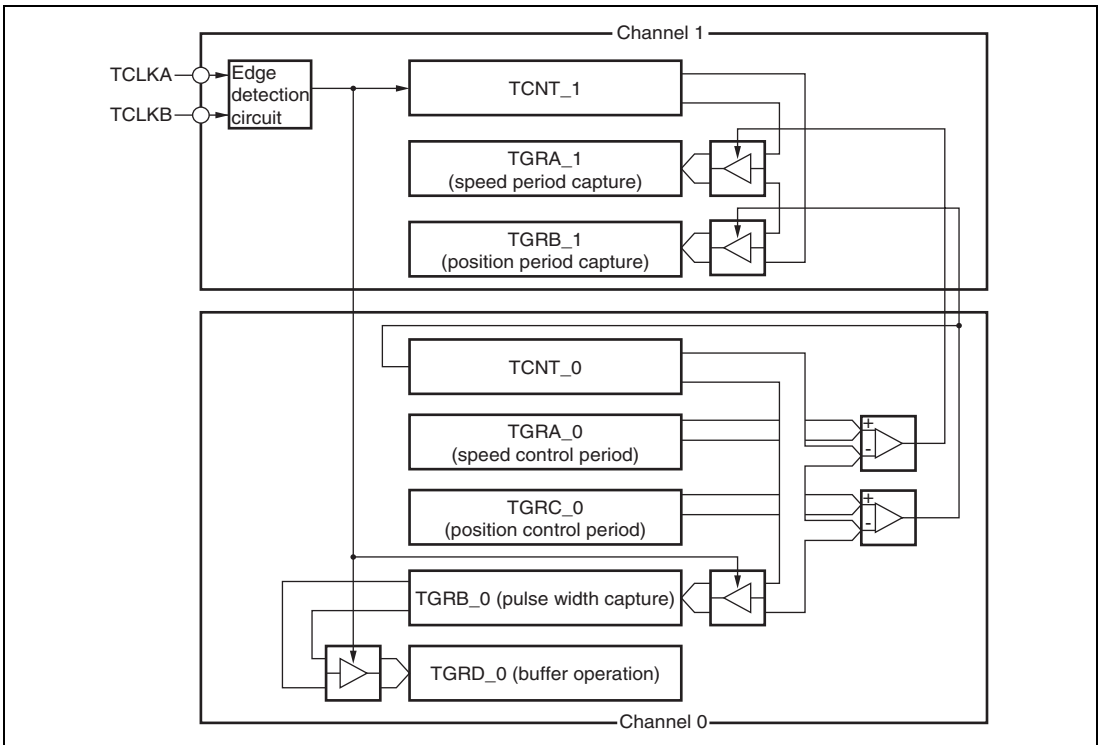 Channel 1
TCLKA
TCLKB
Edge
detection
circuit
TCNT_1
TGRA_1
(speed period capture)
TGRB_1
(position period capture)
TCNT_0
TGRA_0
(speed control period)
+
-
TGRC_0
(position control period)
+
-
TGRB_0 (pulse width capture)
TGRD_0 (buffer operation)
Channel 0